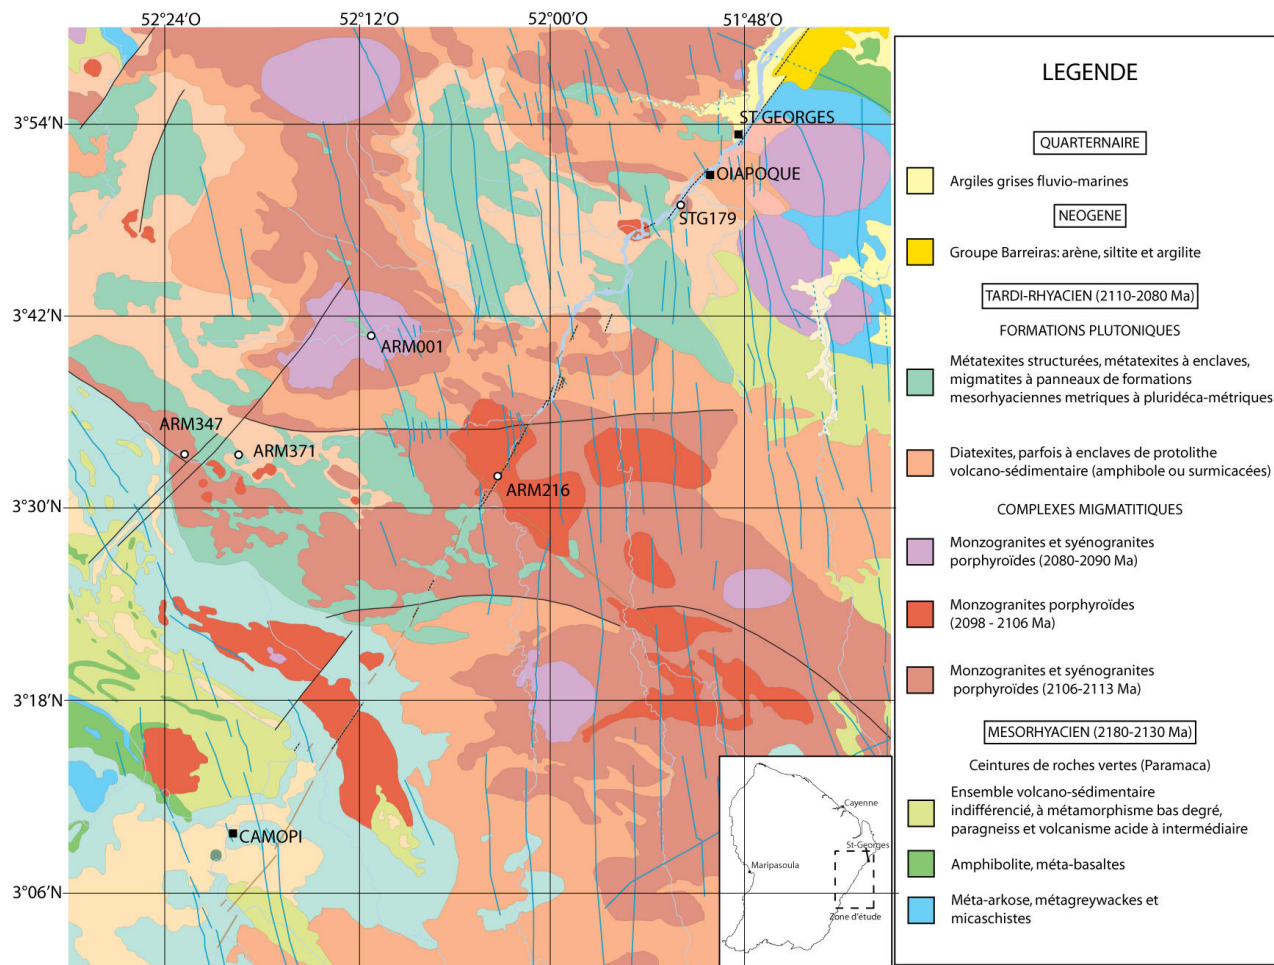 52°24'O
52°12'O
52°00'O
51°48'O
3°54'N
3°42'N
3°30'N
3°18'N
3°06'N
ST GEORGES
OIAPOQUE
STG179
ARM001
ARM347
ARM371
ARM216
CAMOPI
Cayenne
St-Georges
Maripasoula
Zone d'étude
LEGENDE
QUARTERNAIRE
Argiles grises fluvio-marines
NEOGENE
Groupe Barreiras: arène, siltite et argilite
TARDI-RHYACIEN (2110-2080 Ma)
FORMATIONS PLUTONIQUES
Métatexites structurées, métatexites à enclaves,
migmatites à panneaux de formations
mesorhyaciennes metriques à pluridéca-métriques
Diatexites, parfois à enclaves de protolithe
volcano-sédimentaire (amphibole ou surmicacées)
COMPLEXES MIGMATITIQUES
Monzogranites et syénogranites
porphyroïdes (2080-2090 Ma)
Monzogranites porphyroïdes
(2098 - 2106 Ma)
Monzogranites et syénogranites
porphyroïdes (2106-2113 Ma)
MESORHYACIEN (2180-2130 Ma)
Ceintures de roches vertes (Paramaca)
Ensemble volcano-sédimentaire
indifférencié, à métamorphisme bas degré,
paragneiss et volcanisme acide à intermédiaire
Amphibolite, méta-basaltes
Méta-arkose, métagreywackes et
micaschistes